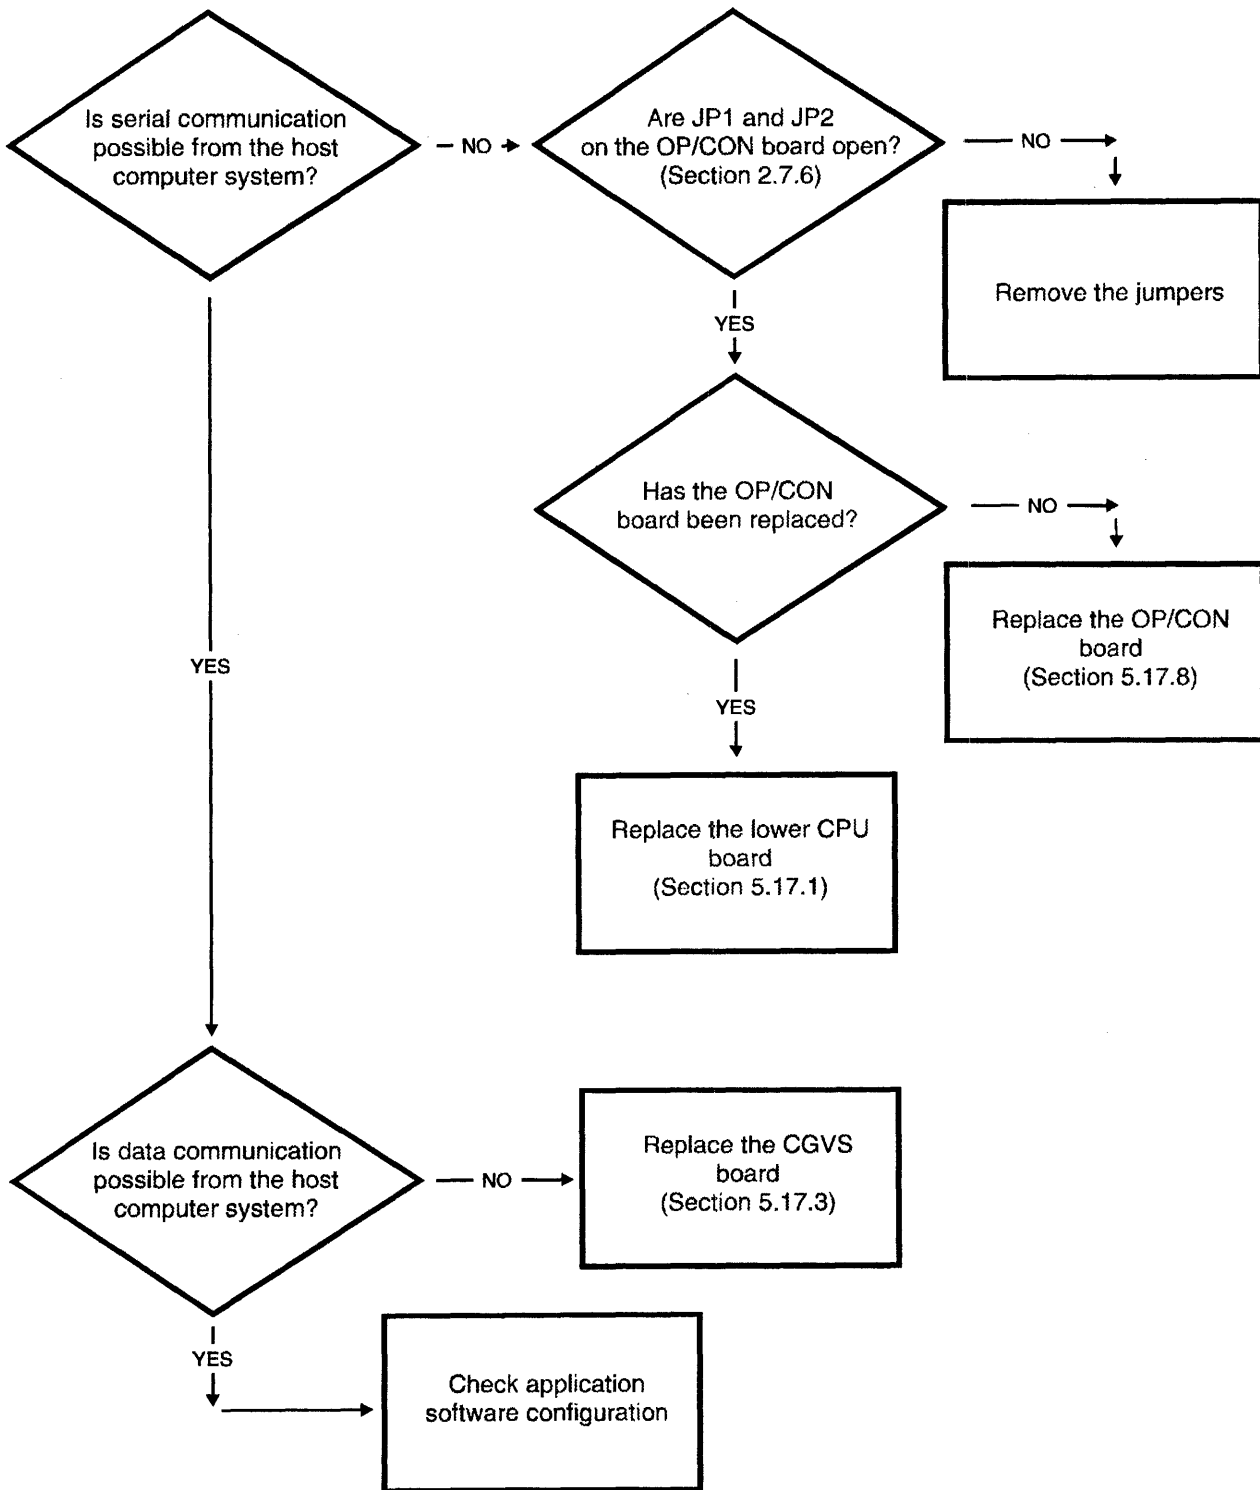 Is serial communication
possible from the host
computer system?
NO
Are JP1 and JP2
on the OP/CON board open?
(Section 2.7.6)
NO
Remove the jumpers
YES
Has the OP/CON
board been replaced?
NO
Replace the OP/CON
board
(Section 5.17.8)
YES
YES
Replace the lower CPU
board
(Section 5.17.1)
Is data communication
possible from the host
computer system?
NO
Replace the CGVS
board
(Section 5.17.3)
YES
Check application
software configuration